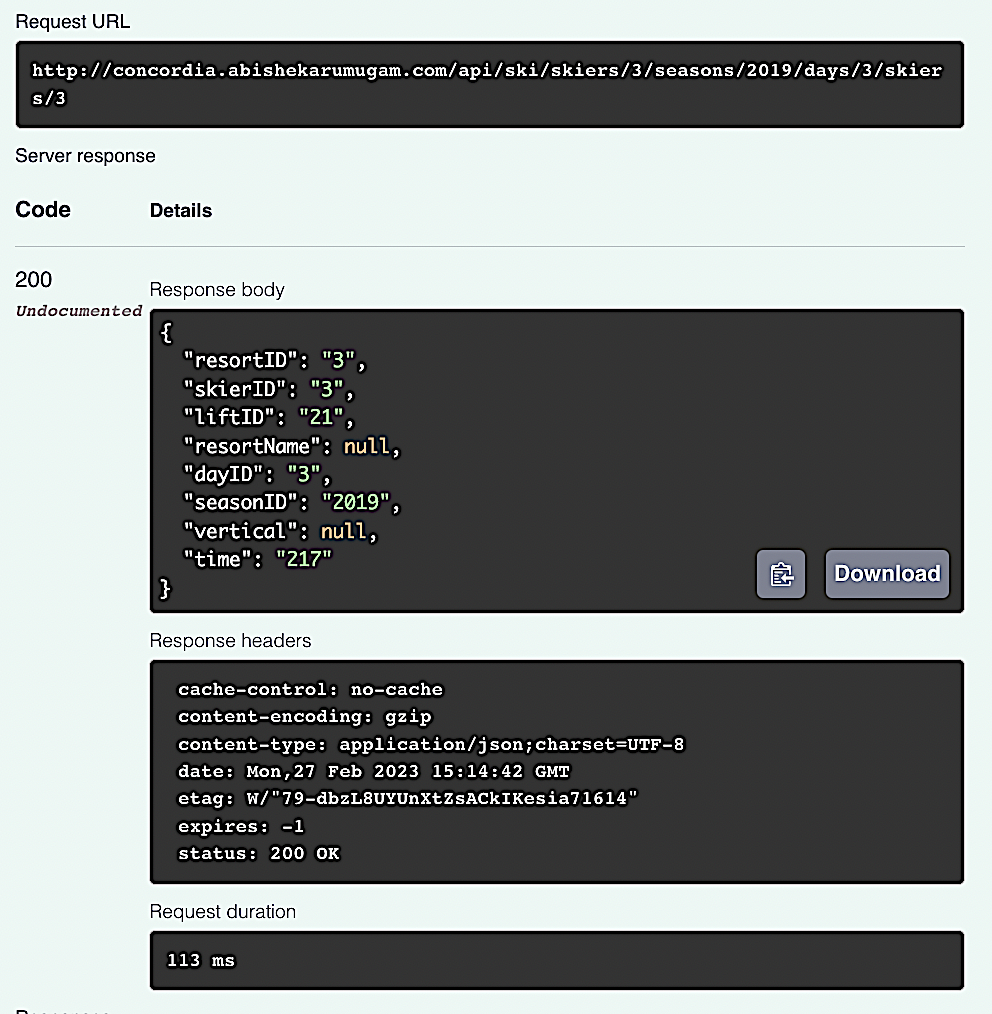 Request URL
http://concordia.abishekarumugam.com/api/ski/skiers/3/seasons/2019/days/3/skier
s/3
Server response
Code Details
200
Undocumented
Response body
{
"resortID": "3",
"skierID": "3",
"liftID": "21",
"resortName": null,
"dayID": "3",
"seasonID": "2019",
"vertical": null,
"time": "217"
}
Download
Response headers
cache-control: no-cache
content-encoding: gzip
content-type: application/json;charset=UTF-8
date: Mon,27 Feb 2023 15:14:42 GMT
etag: W/"79-dbzL8UYUnXtZsACkIKesia71614"
expires: -1
status: 200 OK
Request duration
113 ms